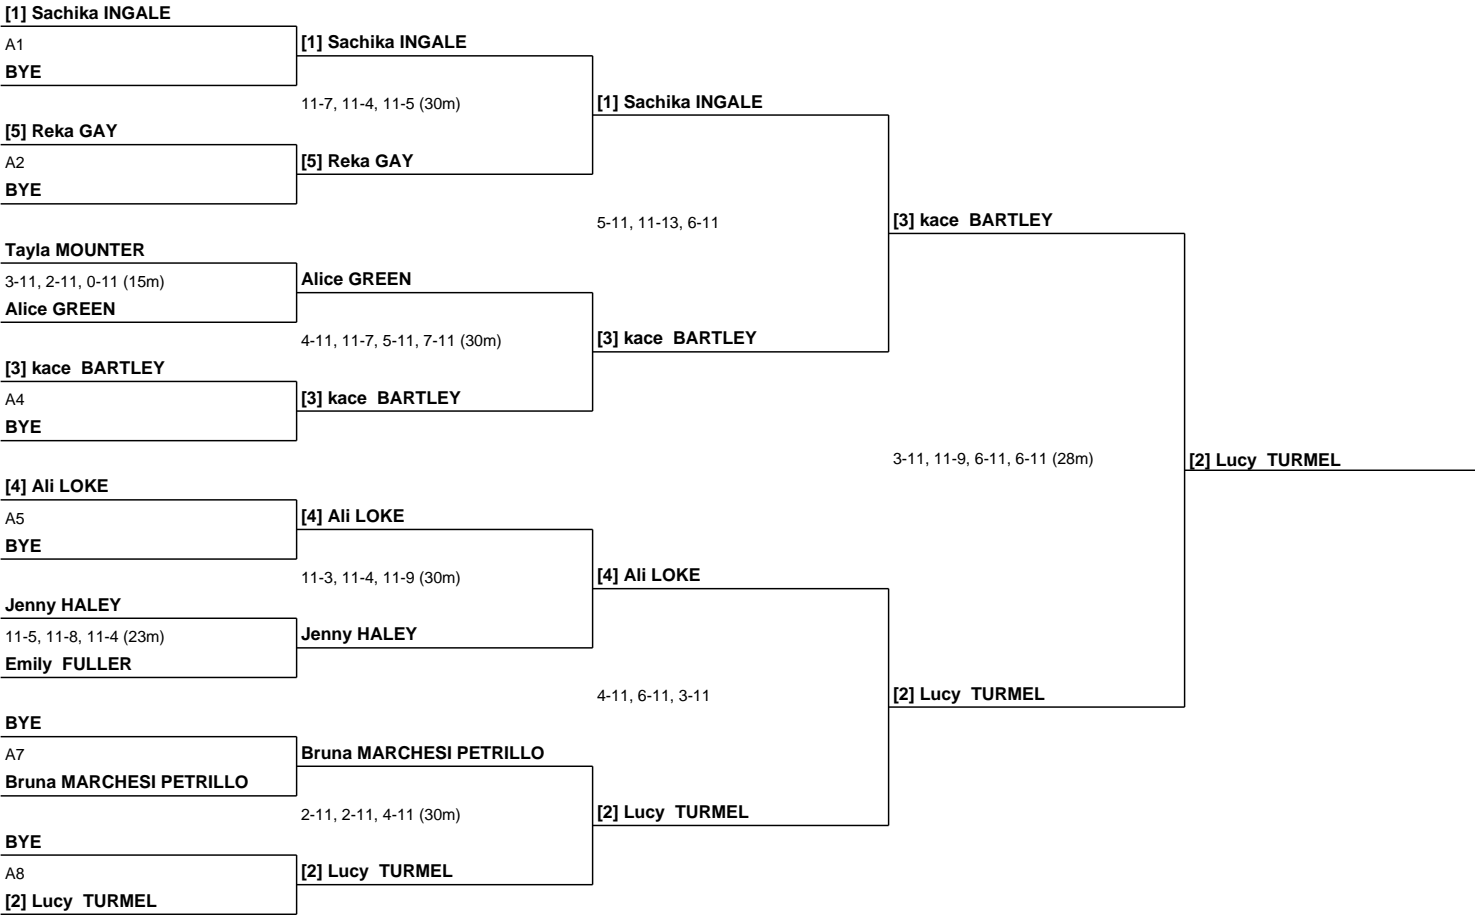 [1] Sachika INGALE
A1
BYE
[5] Reka GAY
A2
BYE
Tayla MOUNTER
3-11, 2-11, 0-11 (15m)
Alice GREEN
[3] kace BARTLEY
A4
BYE
[4] Ali LOKE
A5
BYE
Jenny HALEY
11-5, 11-8, 11-4 (23m)
Emily FULLER
BYE
A7
Bruna MARCHESI PETRILLO
BYE
A8
[2] Lucy TURMEL
[1] Sachika INGALE
11-7, 11-4, 11-5 (30m)
[5] Reka GAY
Alice GREEN
4-11, 11-7, 5-11, 7-11 (30m)
[3] kace BARTLEY
[4] Ali LOKE
11-3, 11-4, 11-9 (30m)
Jenny HALEY
Bruna MARCHESI PETRILLO
2-11, 2-11, 4-11 (30m)
[2] Lucy TURMEL
[1] Sachika INGALE
5-11, 11-13, 6-11
[3] kace BARTLEY
[4] Ali LOKE
4-11, 6-11, 3-11
[2] Lucy TURMEL
[3] kace BARTLEY
3-11, 11-9, 6-11, 6-11 (28m)
[2] Lucy TURMEL
[2] Lucy TURMEL